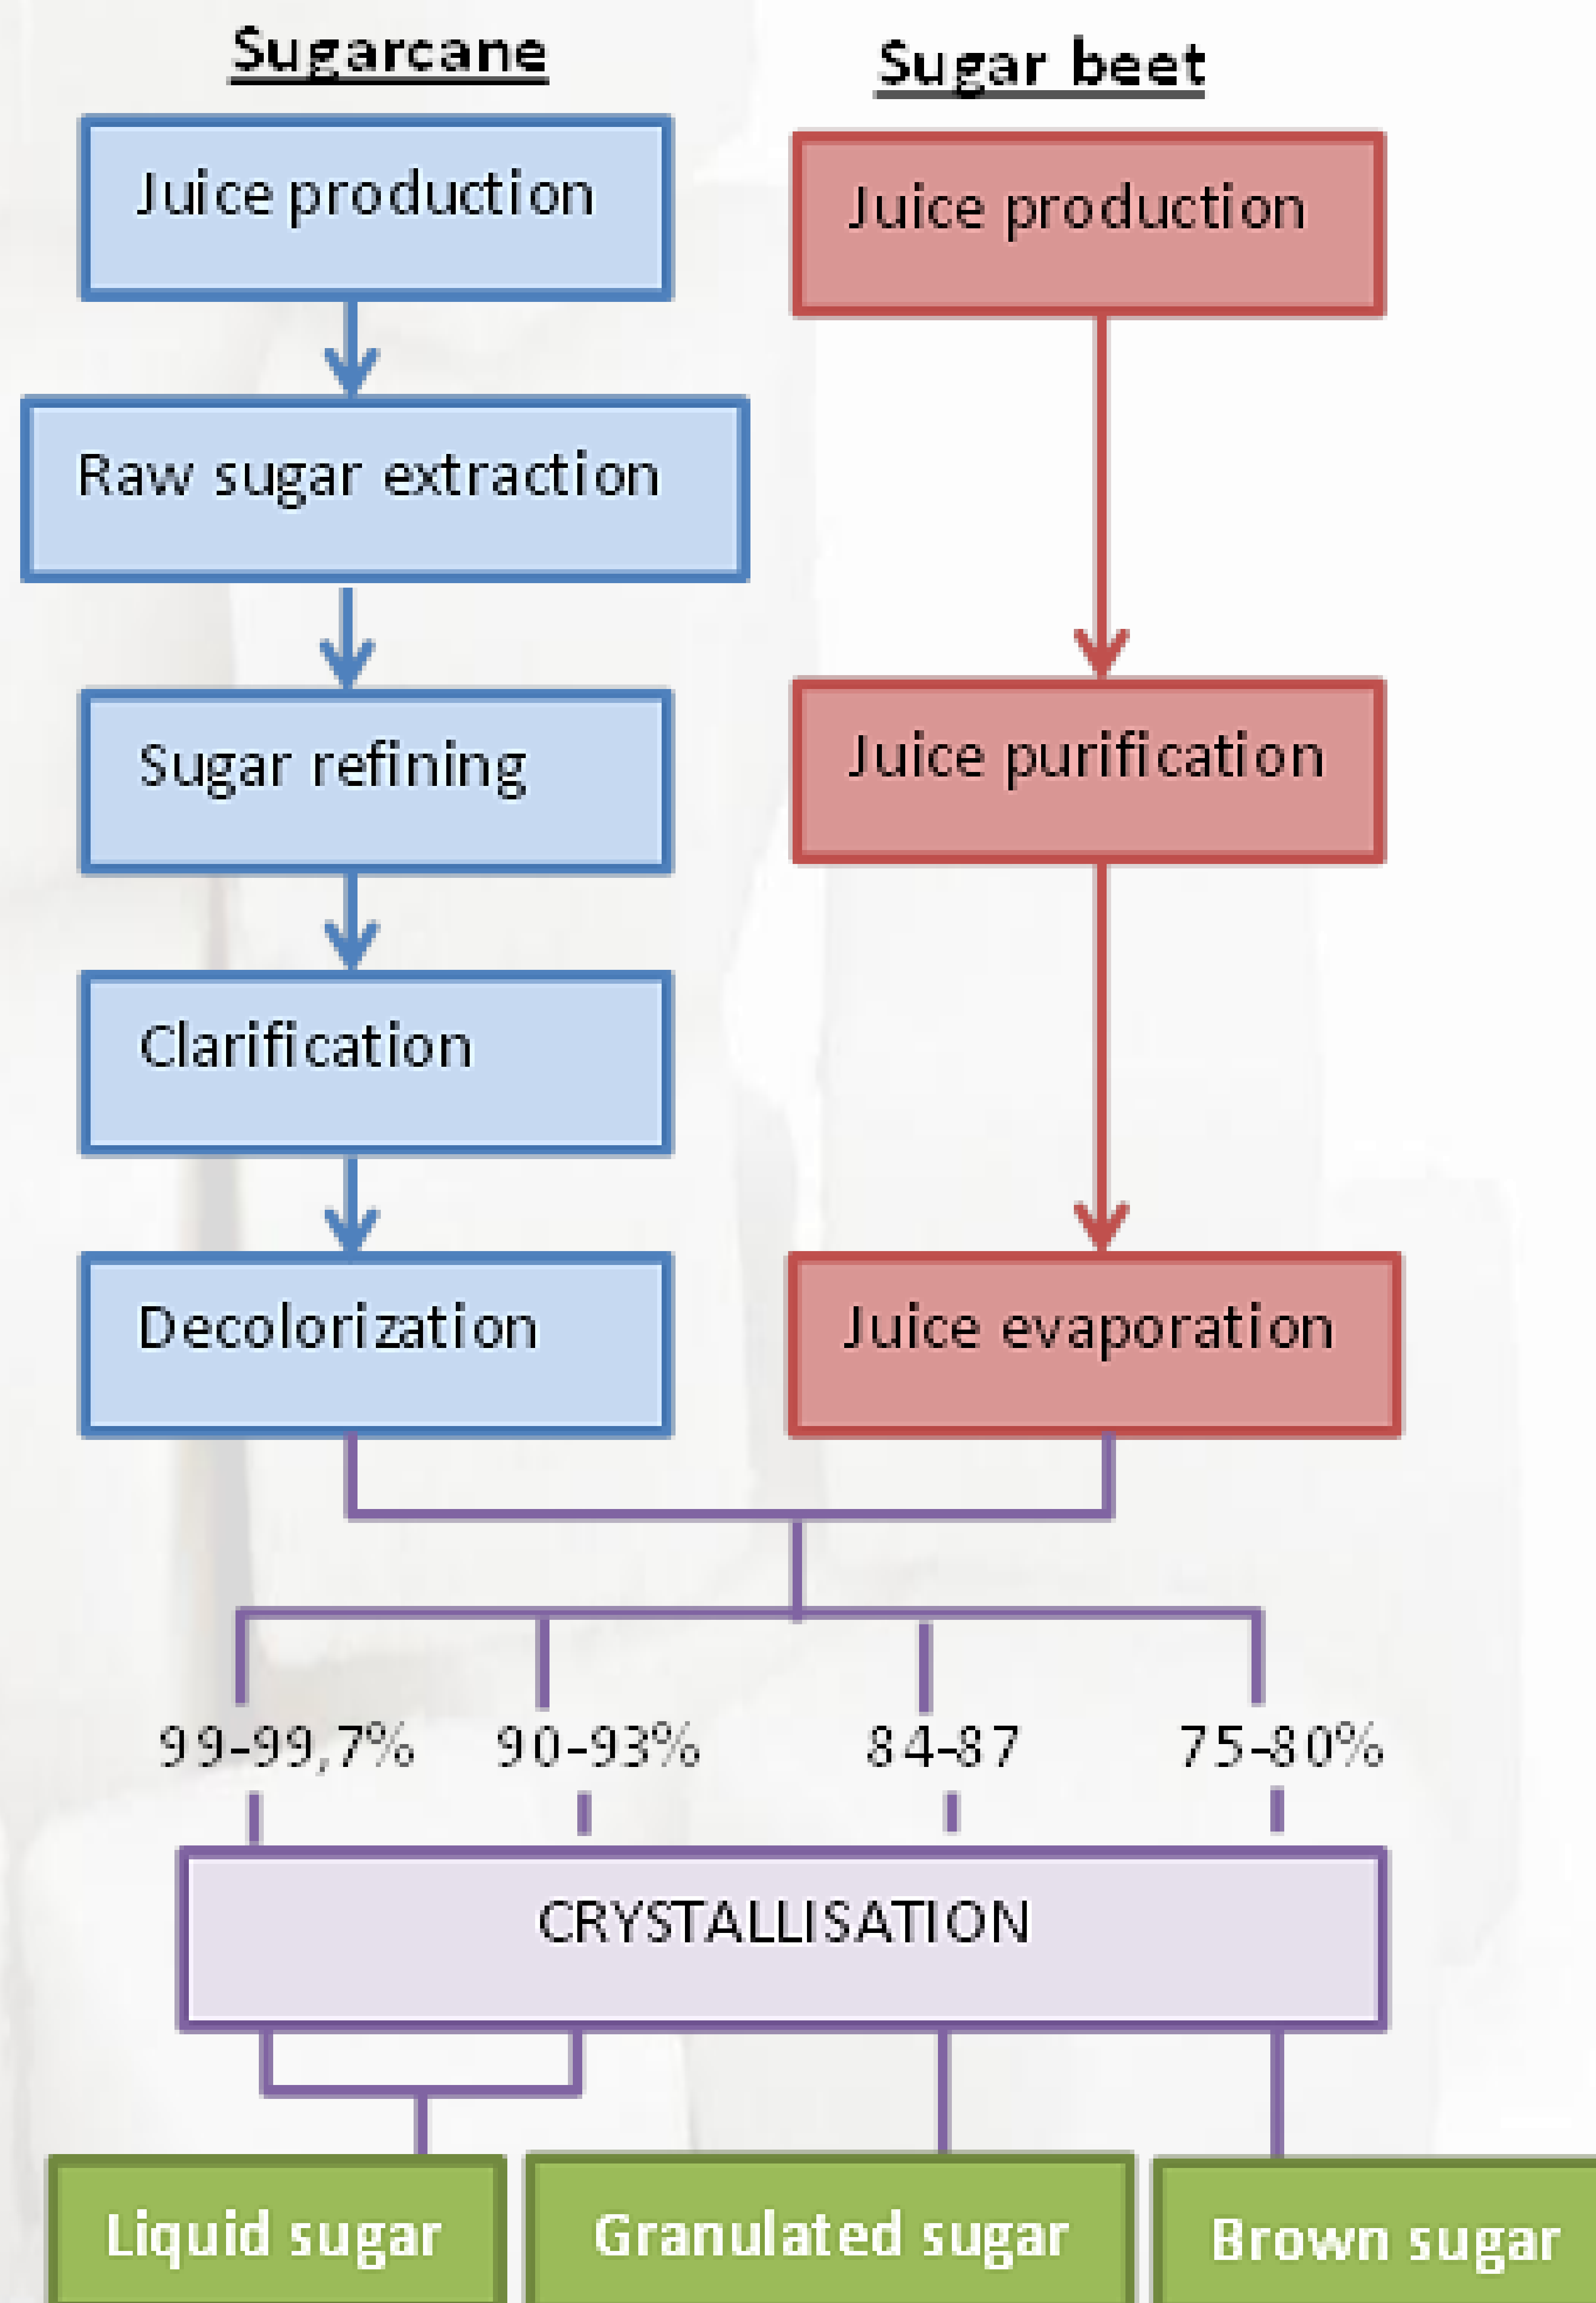 Sugarcane
Sugar beet
Juice production
Juice production
Raw sugar extraction
Sugar refining
Juice purification
Clarification
Decolorization
Juice evaporation
99-99,7% 90-93% 84-87 75-80%
CRYSTALLISATION
Liquid sugar
Granulated sugar
Brown sugar